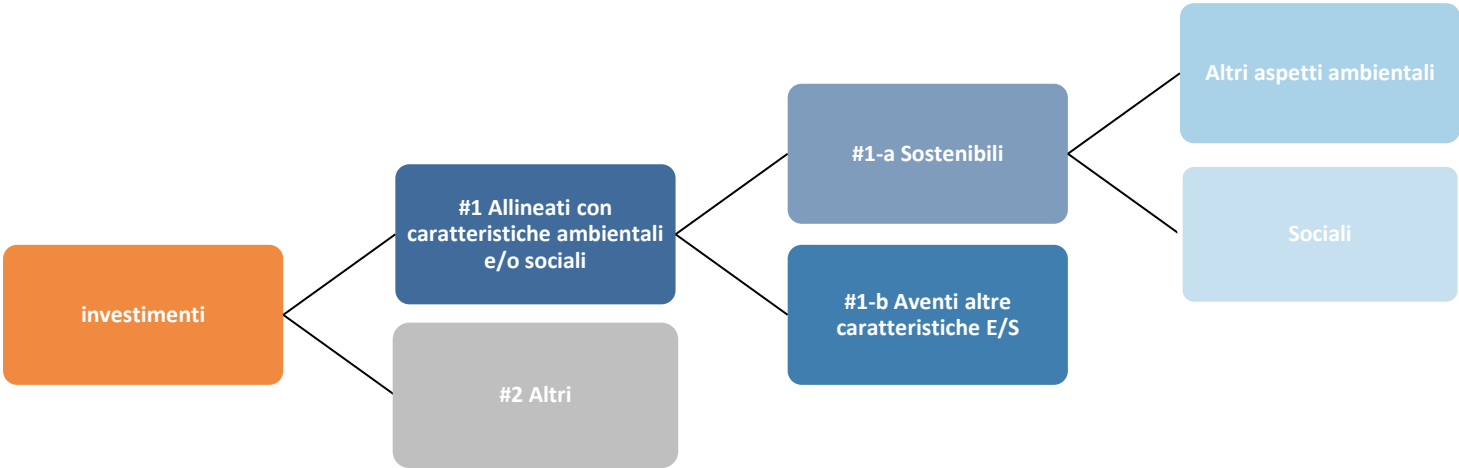 investimenti
#1 Allineati con
caratteristiche ambientali
e/o sociali
#2 Altri
#1-a Sostenibili
#1-b Aventi altre
caratteristiche E/S
Altri aspetti ambientali
Sociali